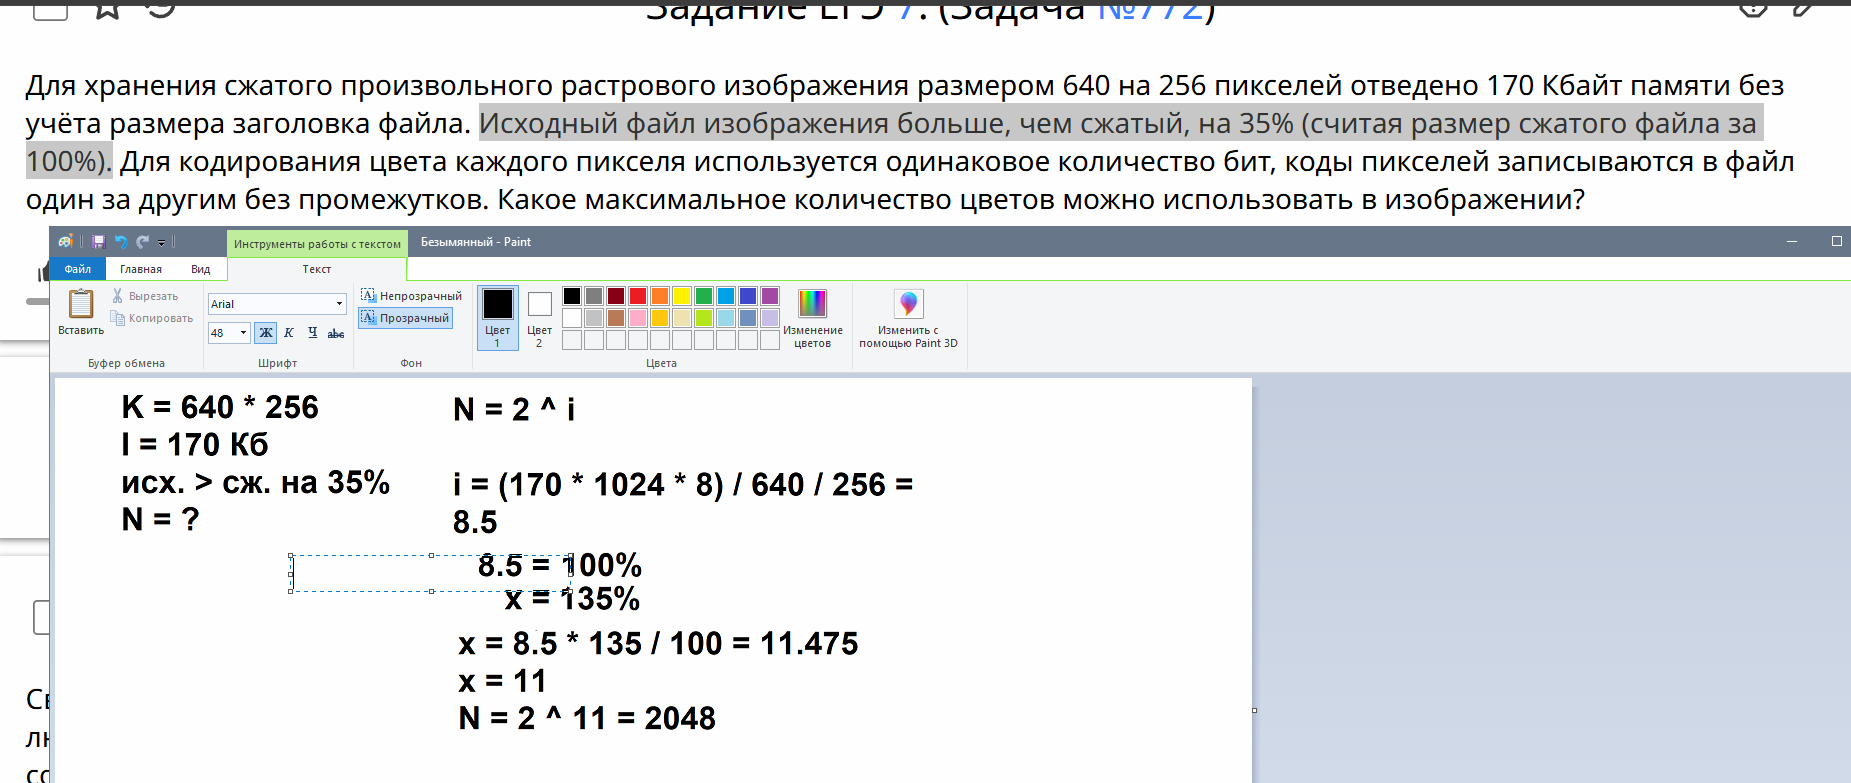 Задание ЕГЭ 7. (Задача №772)
Для хранения сжатого произвольного растрового изображения размером 640 на 256 пикселей отведено 170 Кбайт памяти без
учёта размера заголовка файла. Исходный файл изображения больше, чем сжатый, на 35% (считая размер сжатого файла за
100%). Для кодирования цвета каждого пикселя используется одинаковое количество бит, коды пикселей записываются в файл
один за другим без промежутков. Какое максимальное количество цветов можно использовать в изображении?
Инструменты работы с текстом
Безымянный - Paint
Файл Главная Вид Текст
Вставить
Вырезать
Копировать
Буфер обмена
Arial
48 Ж К Ч abc
Шрифт
Непрозрачный
Прозрачный
Фон
Цвет 1
Цвет 2
Изменение цветов
Цвета
Изменить с помощью Paint 3D
K = 640 * 256
I = 170 Кб
исх. > сж. на 35%
N = ?
N = 2 ^ i
i = (170 * 1024 * 8) / 640 / 256 =
8.5
8.5 = 100%
x = 135%
x = 8.5 * 135 / 100 = 11.475
x = 11
N = 2 ^ 11 = 2048